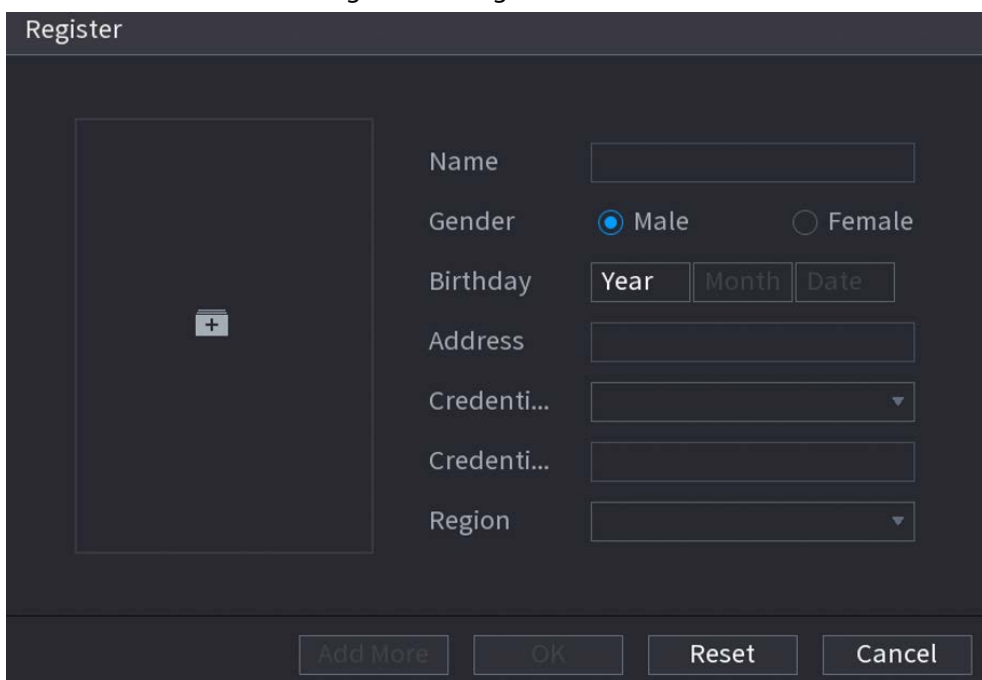 Register
Name
Gender Male Female
Birthday Year Month Date
Address
Credenti...
Credenti...
Region
Add More OK Reset Cancel